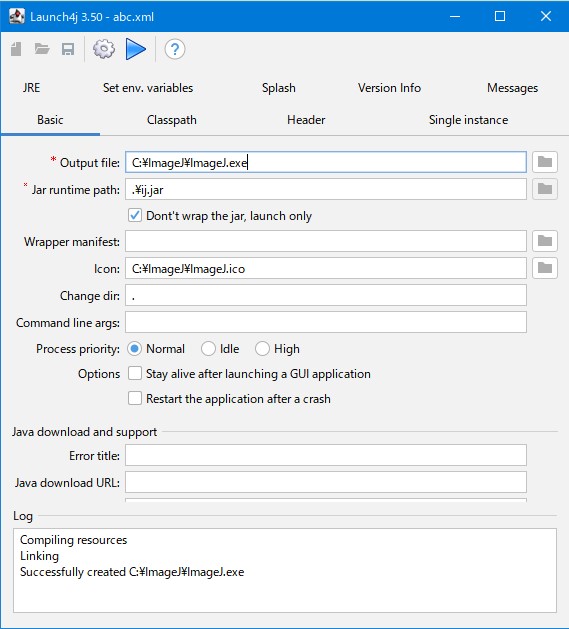 Launch4j 3.50 - abc.xml
JRE Set env. variables Splash Version Info Messages
Basic Classpath Header Single instance
* Output file: C:¥ImageJ¥ImageJ.exe
* Jar runtime path: .¥ij.jar
Dont't wrap the jar, launch only
Wrapper manifest:
Icon: C:¥ImageJ¥ImageJ.ico
Change dir: .
Command line args:
Process priority: Normal Idle High
Options Stay alive after launching a GUI application
Restart the application after a crash
Java download and support
Error title:
Java download URL:
Log
Compiling resources
Linking
Successfully created C:¥ImageJ¥ImageJ.exe